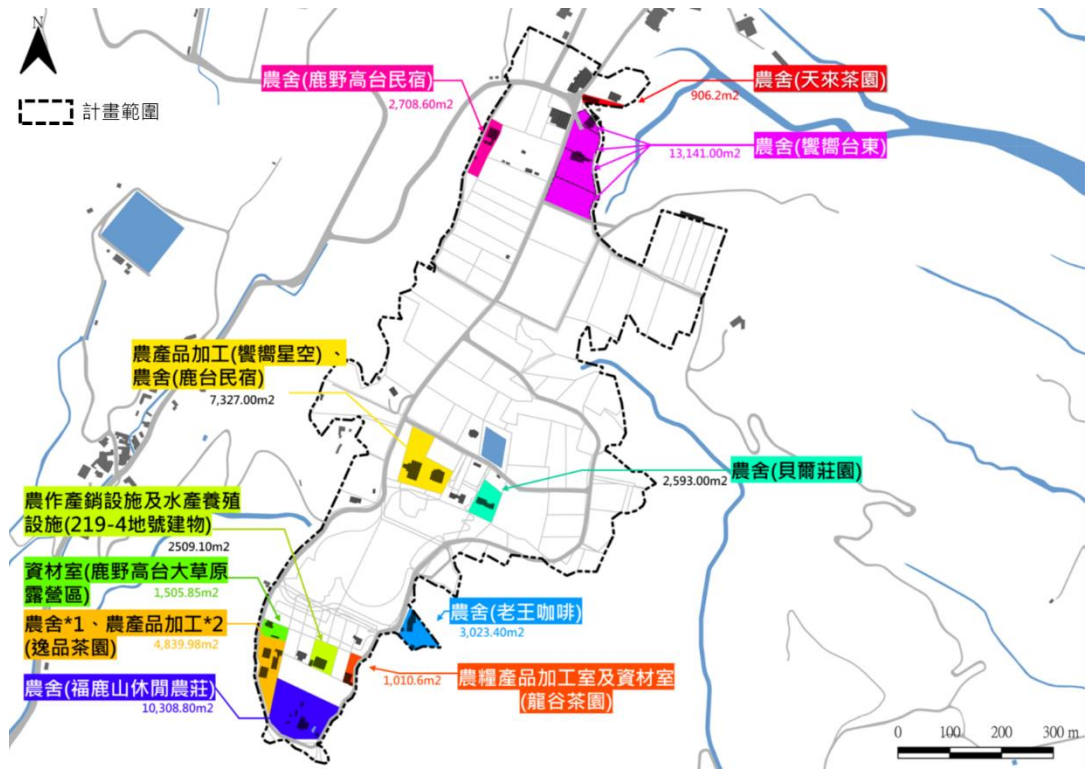 N
計畫範圍
農舍(鹿野高台民宿)
2,708.60m2
農舍(天來茶園)
906.2m2
農舍(饗嚮台東)
13,141.00m2
農產品加工(饗嚮星空)、
農舍(鹿台民宿)
7,327.00m2
農舍(貝爾莊園)
2,593.00m2
農作產銷設施及水產養殖
設施(219-4地號建物)
2509.10m2
資材室(鹿野高台大草原
露營區)
1,505.85m2
農舍*1、農產品加工*2
(逸品茶園)
4,839.98m2
農舍(福鹿山休閒農莊)
10,308.80m2
農舍(老王咖啡)
3,023.40m2
農糧產品加工室及資材室
(龍谷茶園)
1,010.6m2
0 100 200 300 m